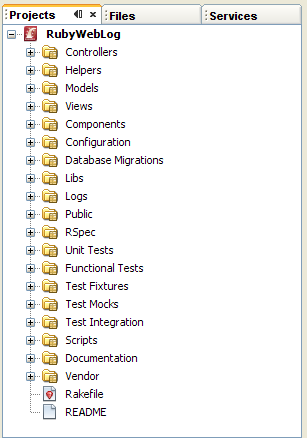 Projects Files Services
RubyWebLog
Controllers
Helpers
Models
Views
Components
Configuration
Database Migrations
Libs
Logs
Public
RSpec
Unit Tests
Functional Tests
Test Fixtures
Test Mocks
Test Integration
Scripts
Documentation
Vendor
Rakefile
README